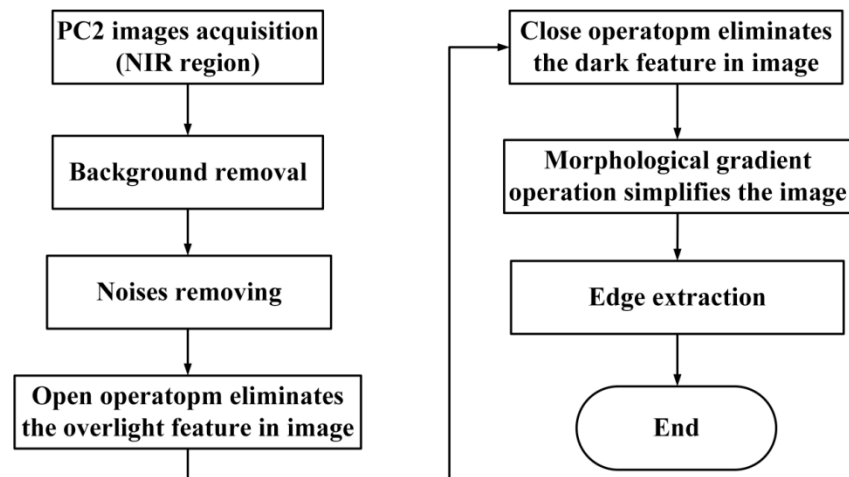 PC2 images acquisition
(NIR region)
Background removal
Noises removing
Open operatopm eliminates
the overlight feature in image
Close operatopm eliminates
the dark feature in image
Morphological gradient
operation simplifies the image
Edge extraction
End